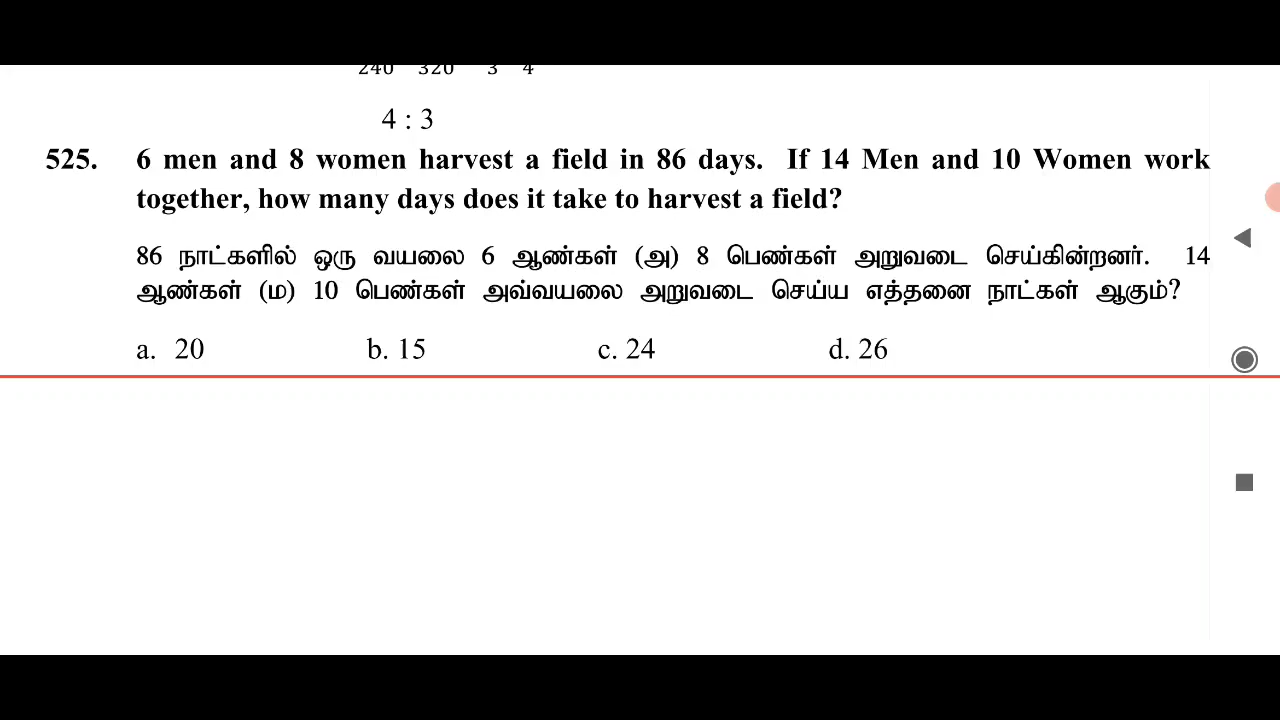 240 320 3 4
4 : 3
525. 6 men and 8 women harvest a field in 86 days. If 14 Men and 10 Women work
together, how many days does it take to harvest a field?
86 நாட்களில் ஒரு வயலை 6 ஆண்கள் (அ) 8 பெண்கள் அறுவடை செய்கின்றனர். 14
ஆண்கள் (ம) 10 பெண்கள் அவ்வயலை அறுவடை செய்ய எத்தனை நாட்கள் ஆகும்?
a. 20 b. 15 c. 24 d. 26